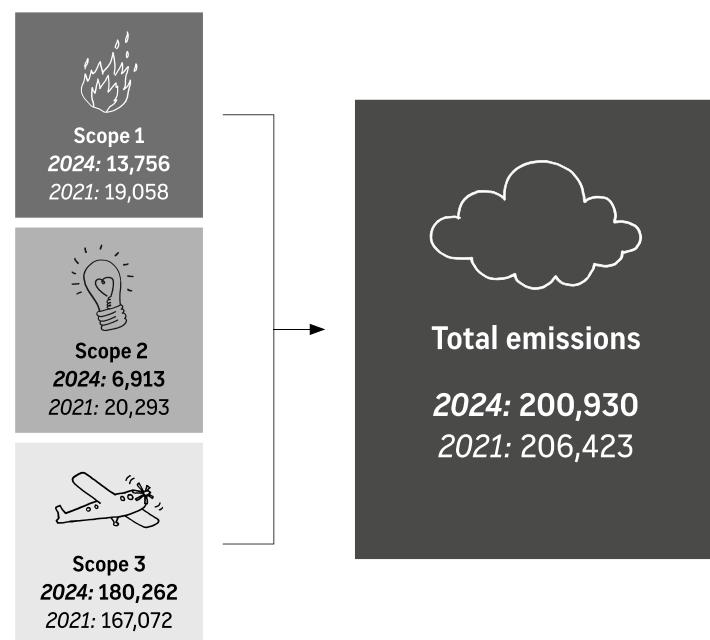 Scope 1
2024: 13,756
2021: 19,058
Scope 2
2024: 6,913
2021: 20,293
Scope 3
2024: 180,262
2021: 167,072
Total emissions
2024: 200,930
2021: 206,423